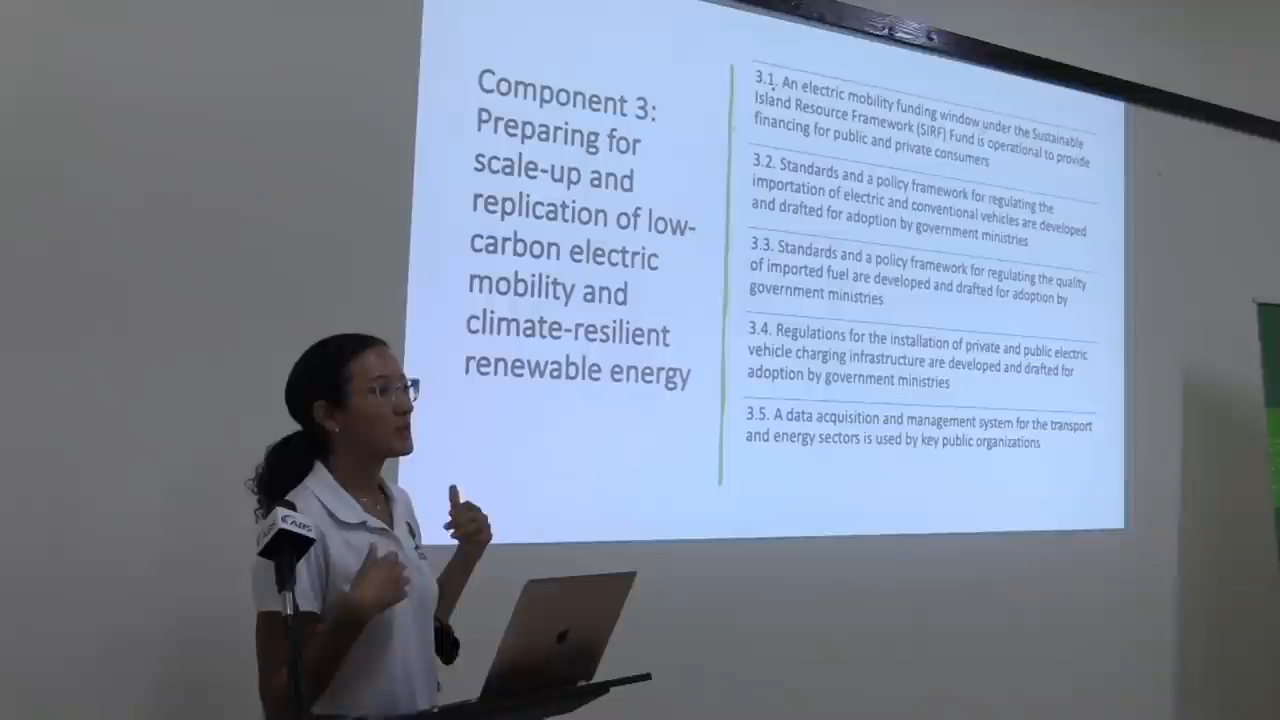 Component 3:
Preparing for
scale-up and
replication of low-
carbon electric
mobility and
climate-resilient
renewable energy
3.1. An electric mobility funding window under the Sustainable
Island Resource Framework (SIRF) Fund is operational to provide
financing for public and private consumers
3.2. Standards and a policy framework for regulating the
importation of electric and conventional vehicles are developed
and drafted for adoption by government ministries
3.3. Standards and a policy framework for regulating the quality
of imported fuel are developed and drafted for adoption by
government ministries
3.4. Regulations for the installation of private and public electric
vehicle charging infrastructure are developed and drafted for
adoption by government ministries
3.5. A data acquisition and management system for the transport
and energy sectors is used by key public organizations
ABS